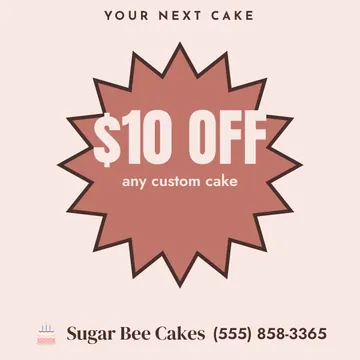 YOUR NEXT CAKE
$10 OFF
any custom cake
Sugar Bee Cakes (555) 858-3365